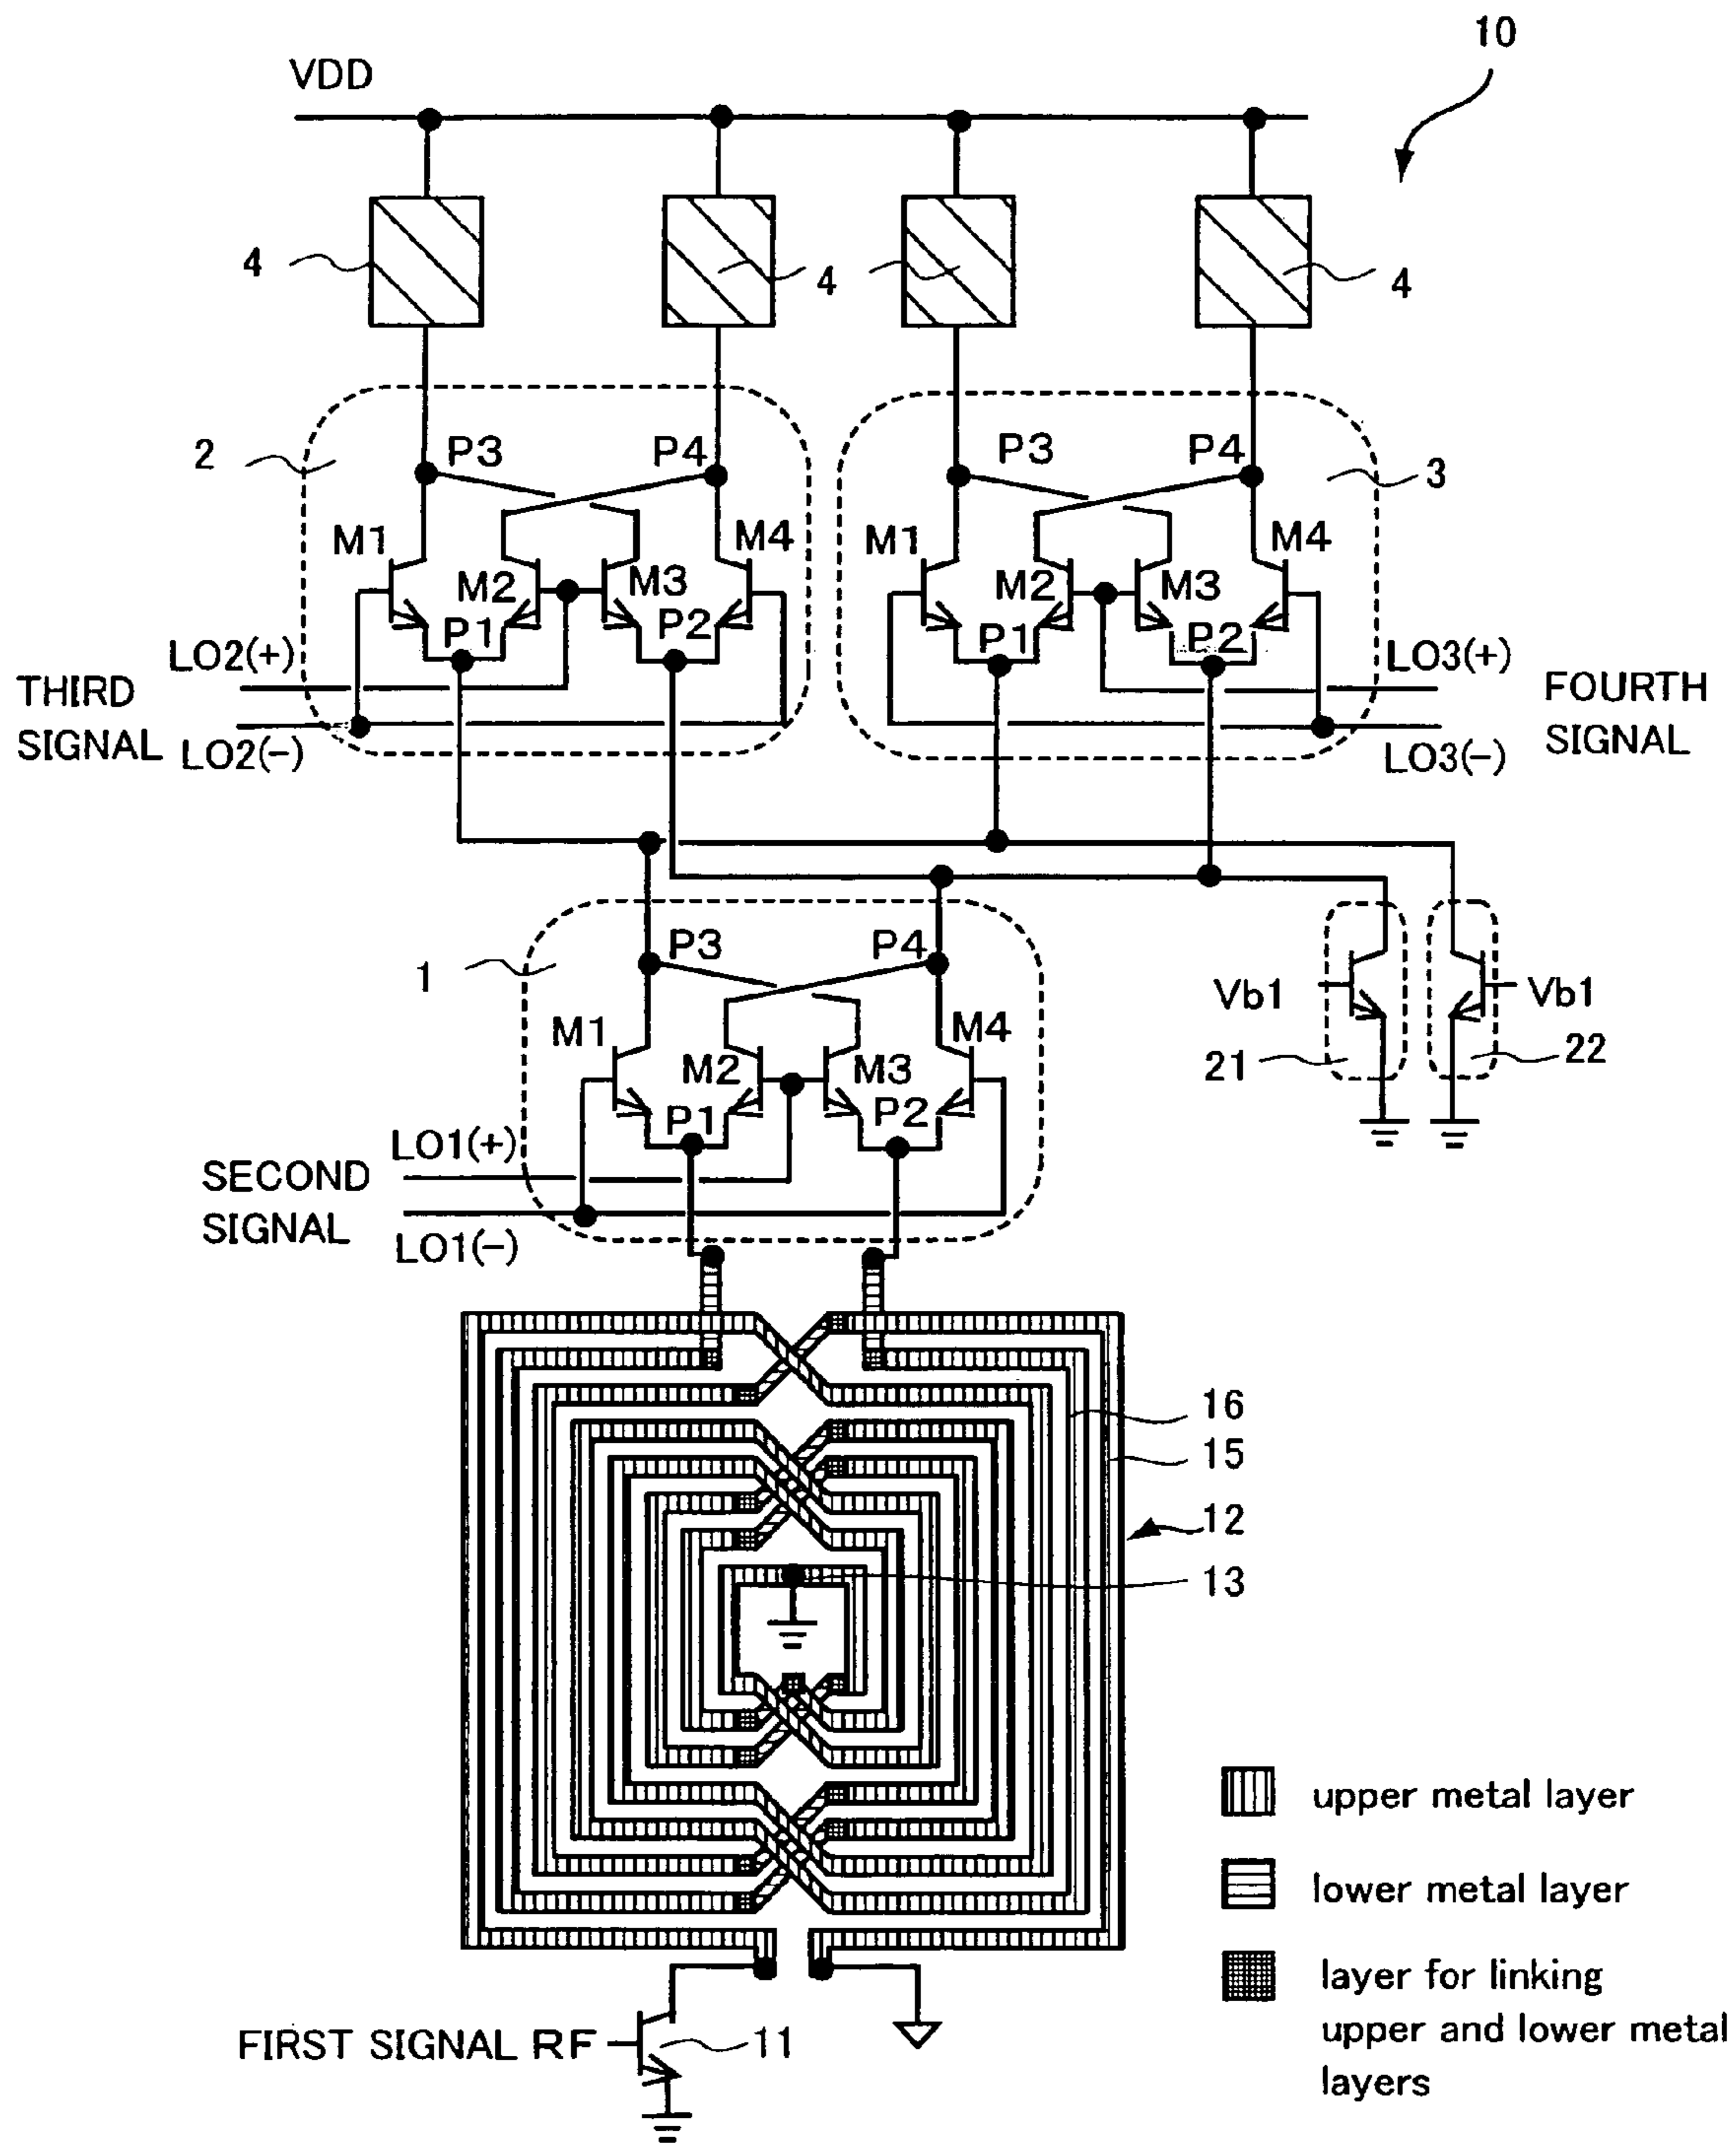 10
VDD
4
4
4
2
P3
P4
P3
P4
3
M1
M4
M1
M4
M2
M3
M2
M3
P1
P2
P1
P2
LO2(+)
LO3(+)
THIRD
SIGNAL
LO2(-)
FOURTH
SIGNAL
LO3(-)
1
P3
P4
Vb1
Vb1
M1
M4
M2
M3
21
22
P1
P2
LO1(+)
SECOND
SIGNAL
LO1(-)
16
15
12
13
upper metal layer
lower metal layer
layer for linking
upper and lower metal
layers
FIRST SIGNAL RF
11